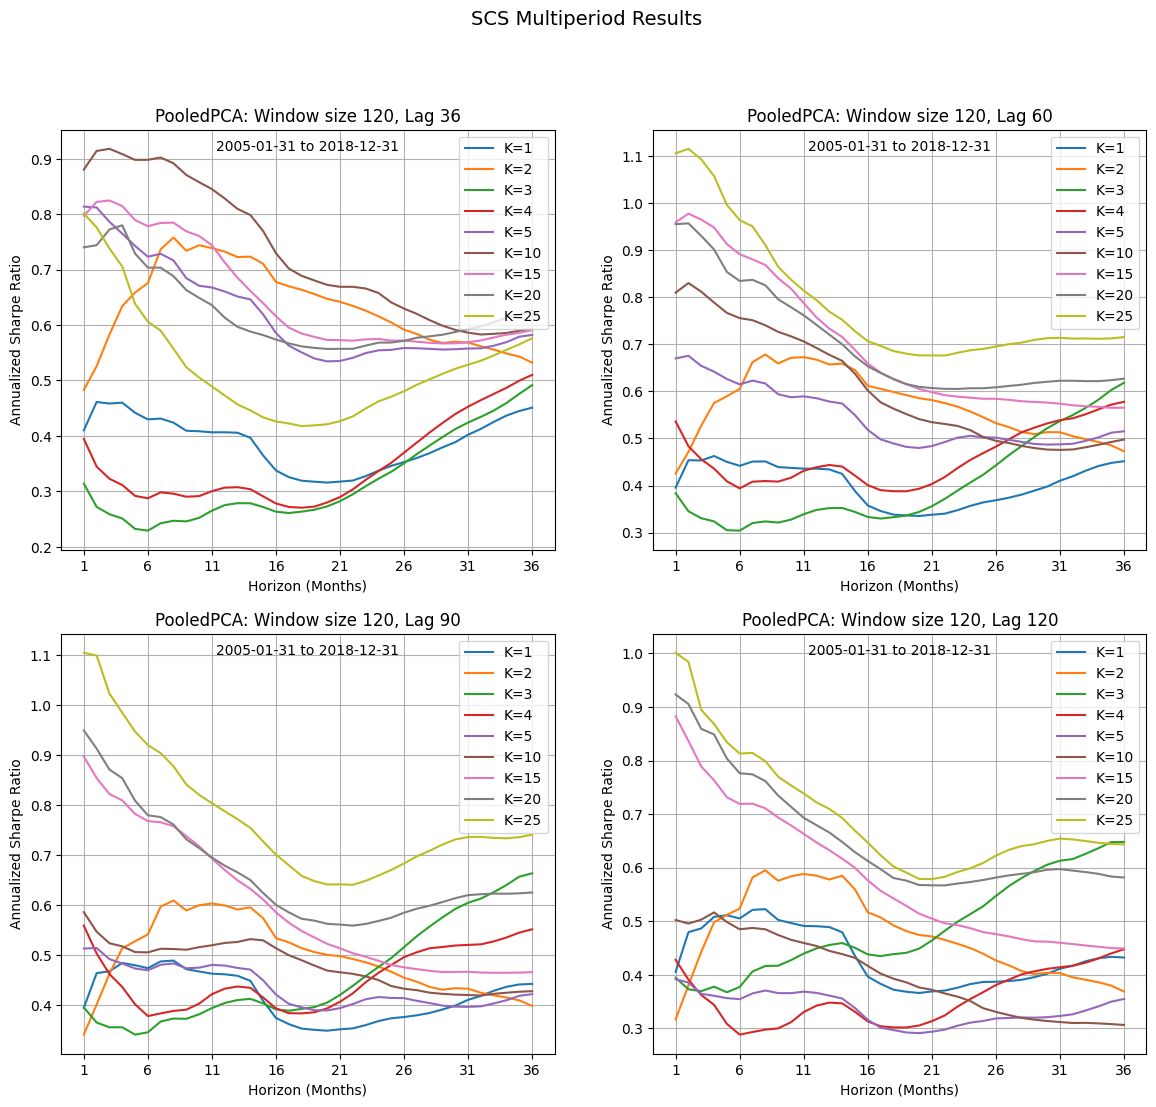 SCS Multiperiod Results
PooledPCA: Window size 120, Lag 36
2005-01-31 to 2018-12-31
K=1
K=2
K=3
K=4
K=5
K=10
K=15
K=20
K=25
Annualized Sharpe Ratio
0.9
0.8
0.7
0.6
0.5
0.4
0.3
0.2
1 6 11 16 21 26 31 36
Horizon (Months)
PooledPCA: Window size 120, Lag 60
2005-01-31 to 2018-12-31
K=1
K=2
K=3
K=4
K=5
K=10
K=15
K=20
K=25
Annualized Sharpe Ratio
1.1
1.0
0.9
0.8
0.7
0.6
0.5
0.4
0.3
1 6 11 16 21 26 31 36
Horizon (Months)
PooledPCA: Window size 120, Lag 90
2005-01-31 to 2018-12-31
K=1
K=2
K=3
K=4
K=5
K=10
K=15
K=20
K=25
Annualized Sharpe Ratio
1.1
1.0
0.9
0.8
0.7
0.6
0.5
0.4
1 6 11 16 21 26 31 36
Horizon (Months)
PooledPCA: Window size 120, Lag 120
2005-01-31 to 2018-12-31
K=1
K=2
K=3
K=4
K=5
K=10
K=15
K=20
K=25
Annualized Sharpe Ratio
1.0
0.9
0.8
0.7
0.6
0.5
0.4
0.3
1 6 11 16 21 26 31 36
Horizon (Months)